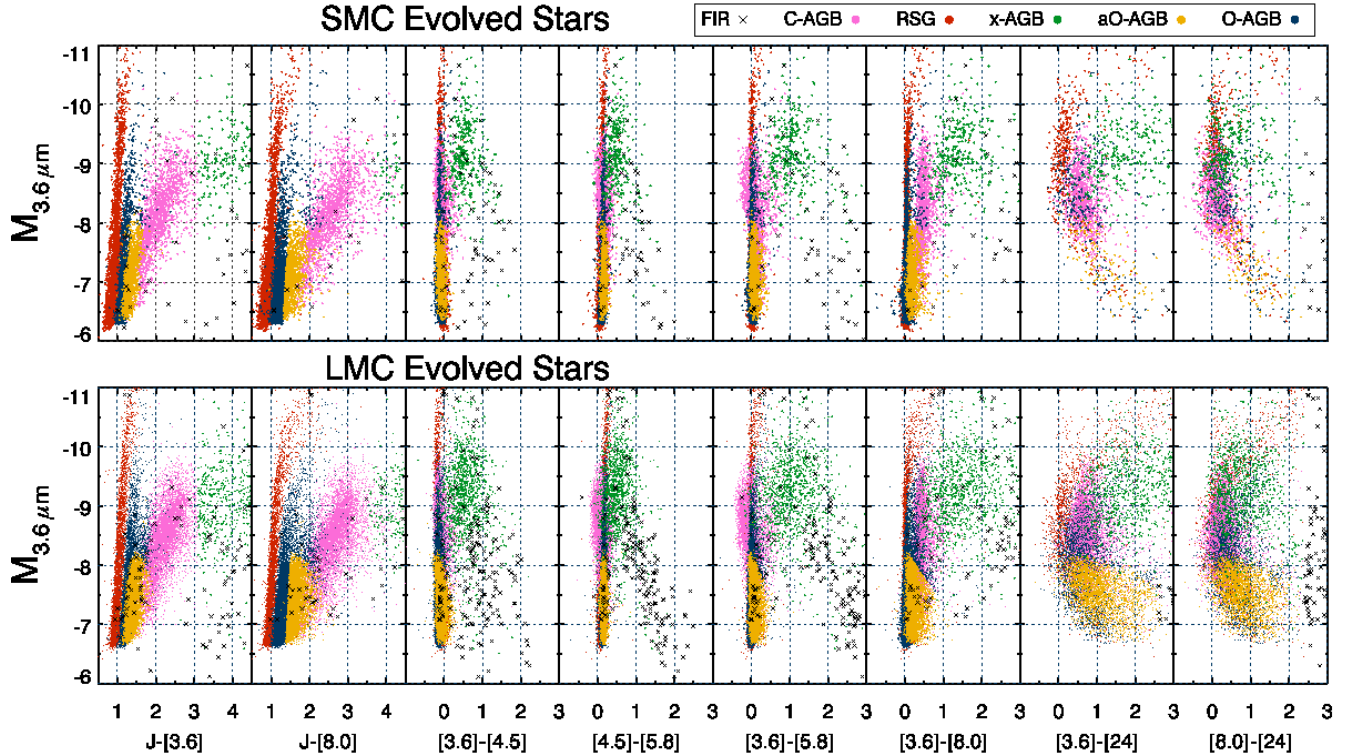 SMC Evolved Stars
FIR × C-AGB RSG x-AGB aO-AGB O-AGB
-11
-10
-9
-8
-7
-6
M3.6 μm
LMC Evolved Stars
-11
-10
-9
-8
-7
-6
M3.6 μm
1 2 3 4 1 2 3 4 0 1 2 3 0 1 2 3 0 1 2 3 0 1 2 3 0 1 2 3 0 1 2 3
J-[3.6] J-[8.0] [3.6]-[4.5] [4.5]-[5.8] [3.6]-[5.8] [3.6]-[8.0] [3.6]-[24] [8.0]-[24]